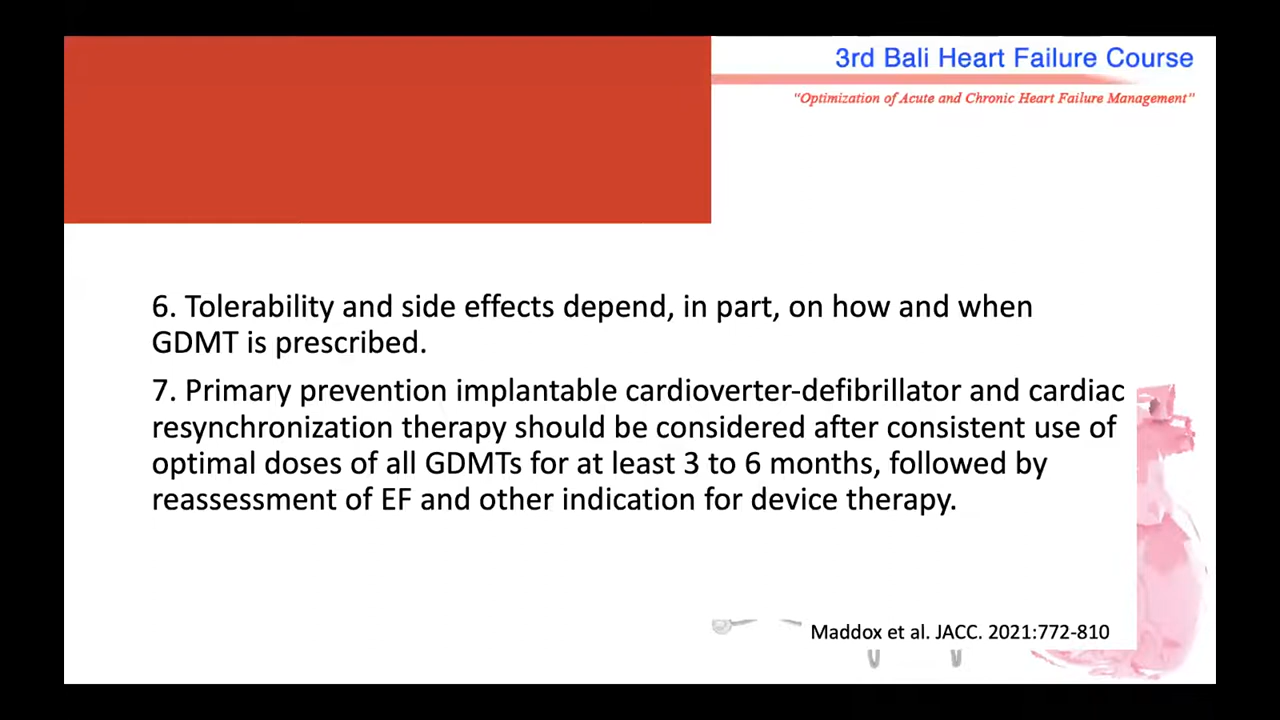 3rd Bali Heart Failure Course
“Optimization of Acute and Chronic Heart Failure Management”
6. Tolerability and side effects depend, in part, on how and when
GDMT is prescribed.
7. Primary prevention implantable cardioverter-defibrillator and cardiac
resynchronization therapy should be considered after consistent use of
optimal doses of all GDMTs for at least 3 to 6 months, followed by
reassessment of EF and other indication for device therapy.
Maddox et al. JACC. 2021:772-810